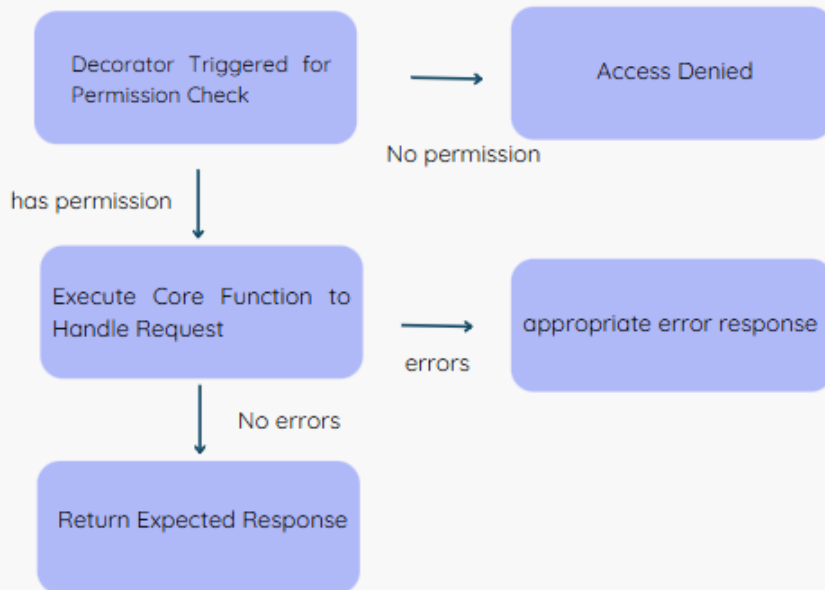 Decorator Triggered for
Permission Check
Access Denied
No permission
has permission
Execute Core Function to
Handle Request
appropriate error response
errors
No errors
Return Expected Response